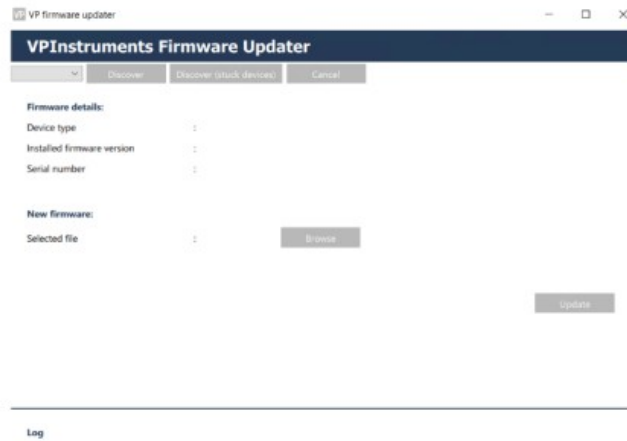 VP VP firmware updater
VPInstruments Firmware Updater
Discover Discover (stuck devices) Cancel
Firmware details:
Device type :
Installed firmware version :
Serial number :
New firmware:
Selected file : Browse
Update
Log